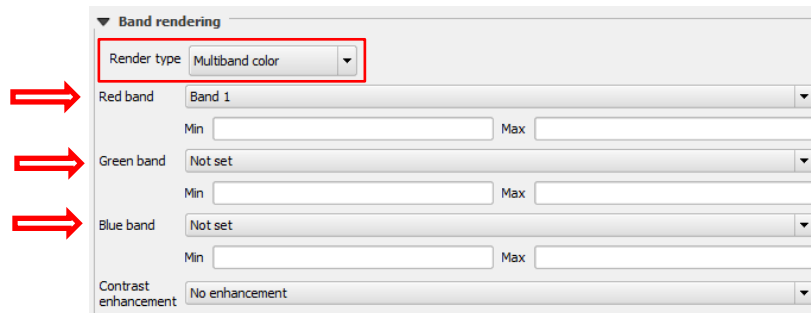 Band rendering
Render type Multiband color
Red band Band 1
Min Max
Green band Not set
Min Max
Blue band Not set
Min Max
Contrast
enhancement No enhancement